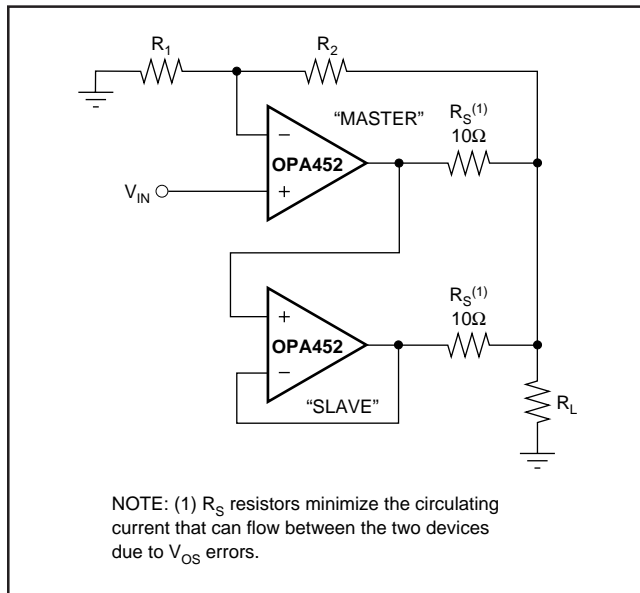 R1
R2
"MASTER"
RS(1)
10Ω
−
OPA452
+
VIN
RS(1)
10Ω
+
OPA452
−
"SLAVE"
RL
NOTE: (1) RS resistors minimize the circulating
current that can flow between the two devices
due to VOS errors.